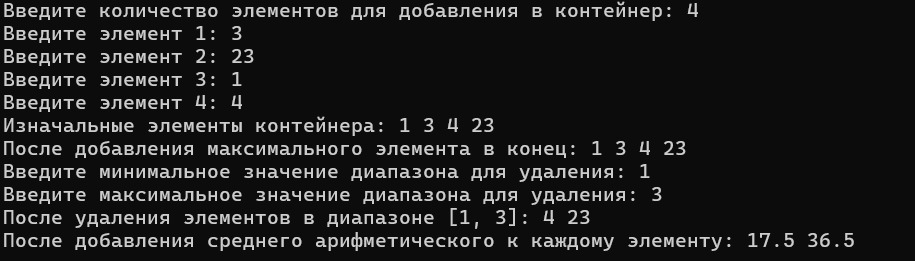 Введите количество элементов для добавления в контейнер: 4
Введите элемент 1: 3
Введите элемент 2: 23
Введите элемент 3: 1
Введите элемент 4: 4
Изначальные элементы контейнера: 1 3 4 23
После добавления максимального элемента в конец: 1 3 4 23
Введите минимальное значение диапазона для удаления: 1
Введите максимальное значение диапазона для удаления: 3
После удаления элементов в диапазоне [1, 3]: 4 23
После добавления среднего арифметического к каждому элементу: 17.5 36.5